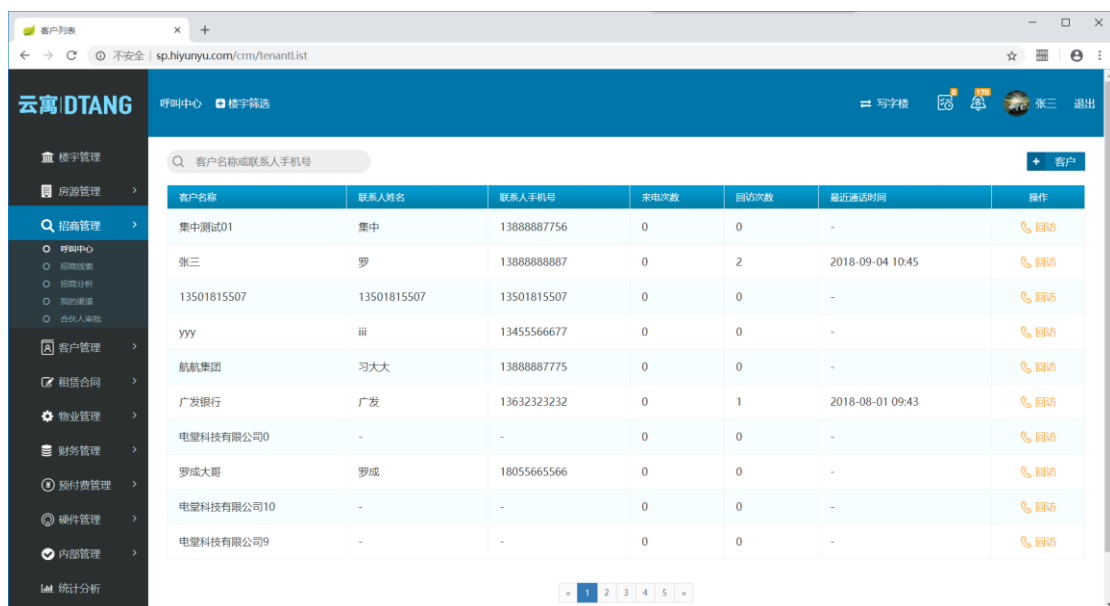 客户列表
不安全 | sp.hiyunyu.com/crm/tenantList
云寓 DTANG
呼叫中心 楼宇筛选 写字楼 0 170 张三 退出
楼宇管理
房源管理
招商管理
呼叫中心
招商线索
招商分析
我的渠道
合伙人审批
客户管理
租赁合同
物业管理
财务管理
预付费管理
硬件管理
内部管理
统计分析
客户名称或联系人手机号
+ 客户
客户名称 联系人姓名 联系人手机号 来电次数 回访次数 最近通话时间 操作
集中测试01 集中 13888887756 0 0 - 回访
张三 罗 13888888887 0 2 2018-09-04 10:45 回访
13501815507 13501815507 13501815507 0 0 - 回访
yyy iii 13455566677 0 0 - 回访
航航集团 习大大 13888887775 0 0 - 回访
广发银行 广发 13632323232 0 1 2018-08-01 09:43 回访
电堂科技有限公司0 - - 0 0 - 回访
罗成大哥 罗成 18055665566 0 0 - 回访
电堂科技有限公司10 - - 0 0 - 回访
电堂科技有限公司9 - - 0 0 - 回访
« 1 2 3 4 5 »